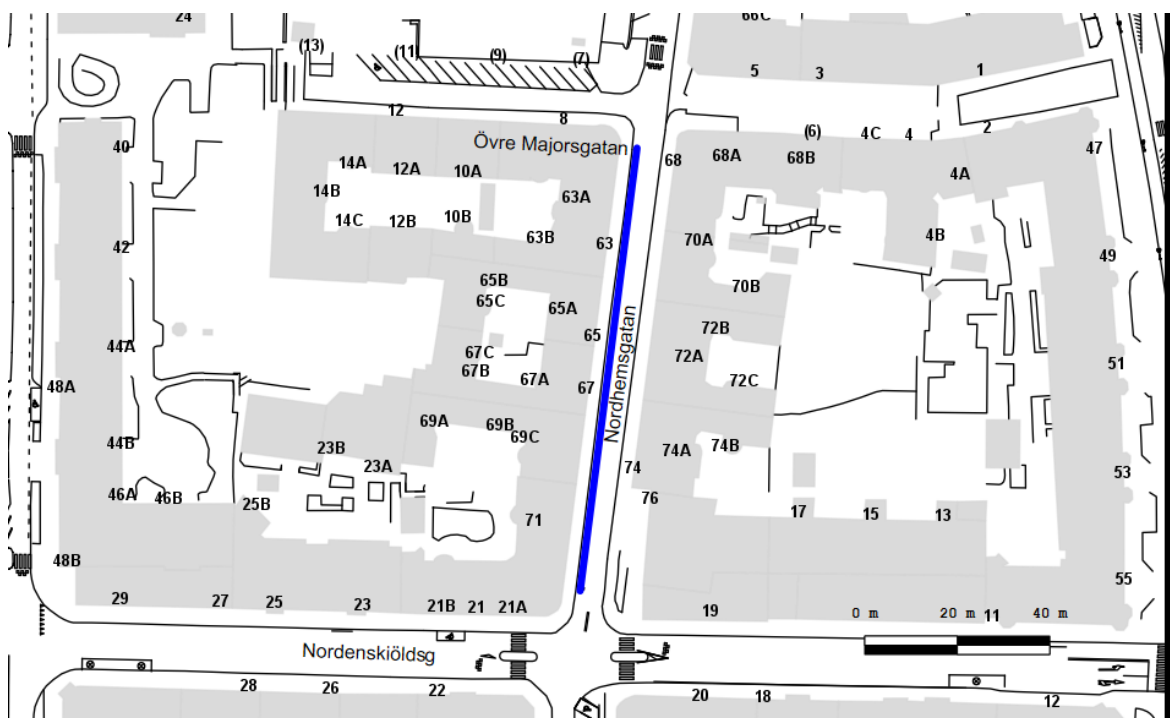 24
66C
(13)
(11)
(9)
(7)
5
3
1
12
8
(6)
4C
4
2
Övre Majorsgatan
40
14A
12A
10A
68
68A
68B
47
4A
14B
63A
14C
12B
10B
63B
63
70A
4B
42
49
65B
65C
65A
70B
65
72B
44A
67C
67B
67A
67
72A
72C
51
48A
Nordhemsgatan
69A
69B
69C
44B
23B
23A
74A
74B
74
53
46A
46B
25B
76
71
17
15
13
48B
55
29
27
25
23
21B
21
21A
19
0 m
20 m
40 m
11
Nordenskiöldsg
28
26
22
20
18
12